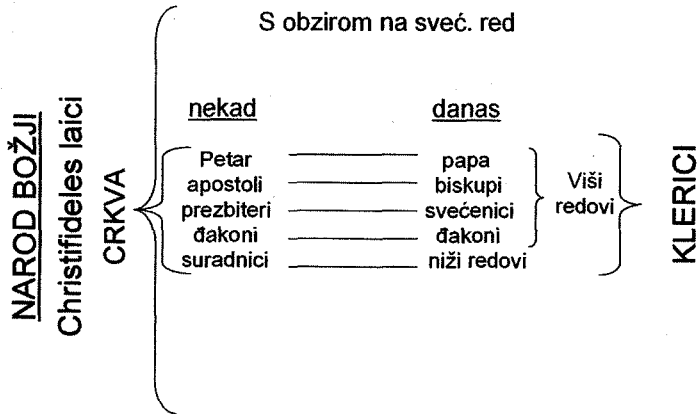 S obzirom na sveć. red
NAROD BOŽJI
Christifideles laici
CRKVA
nekad danas
Petar papa
apostoli biskupi
prezbiteri svećenici
đakoni đakoni
suradnici niži redovi
Viši
redovi
KLERICI